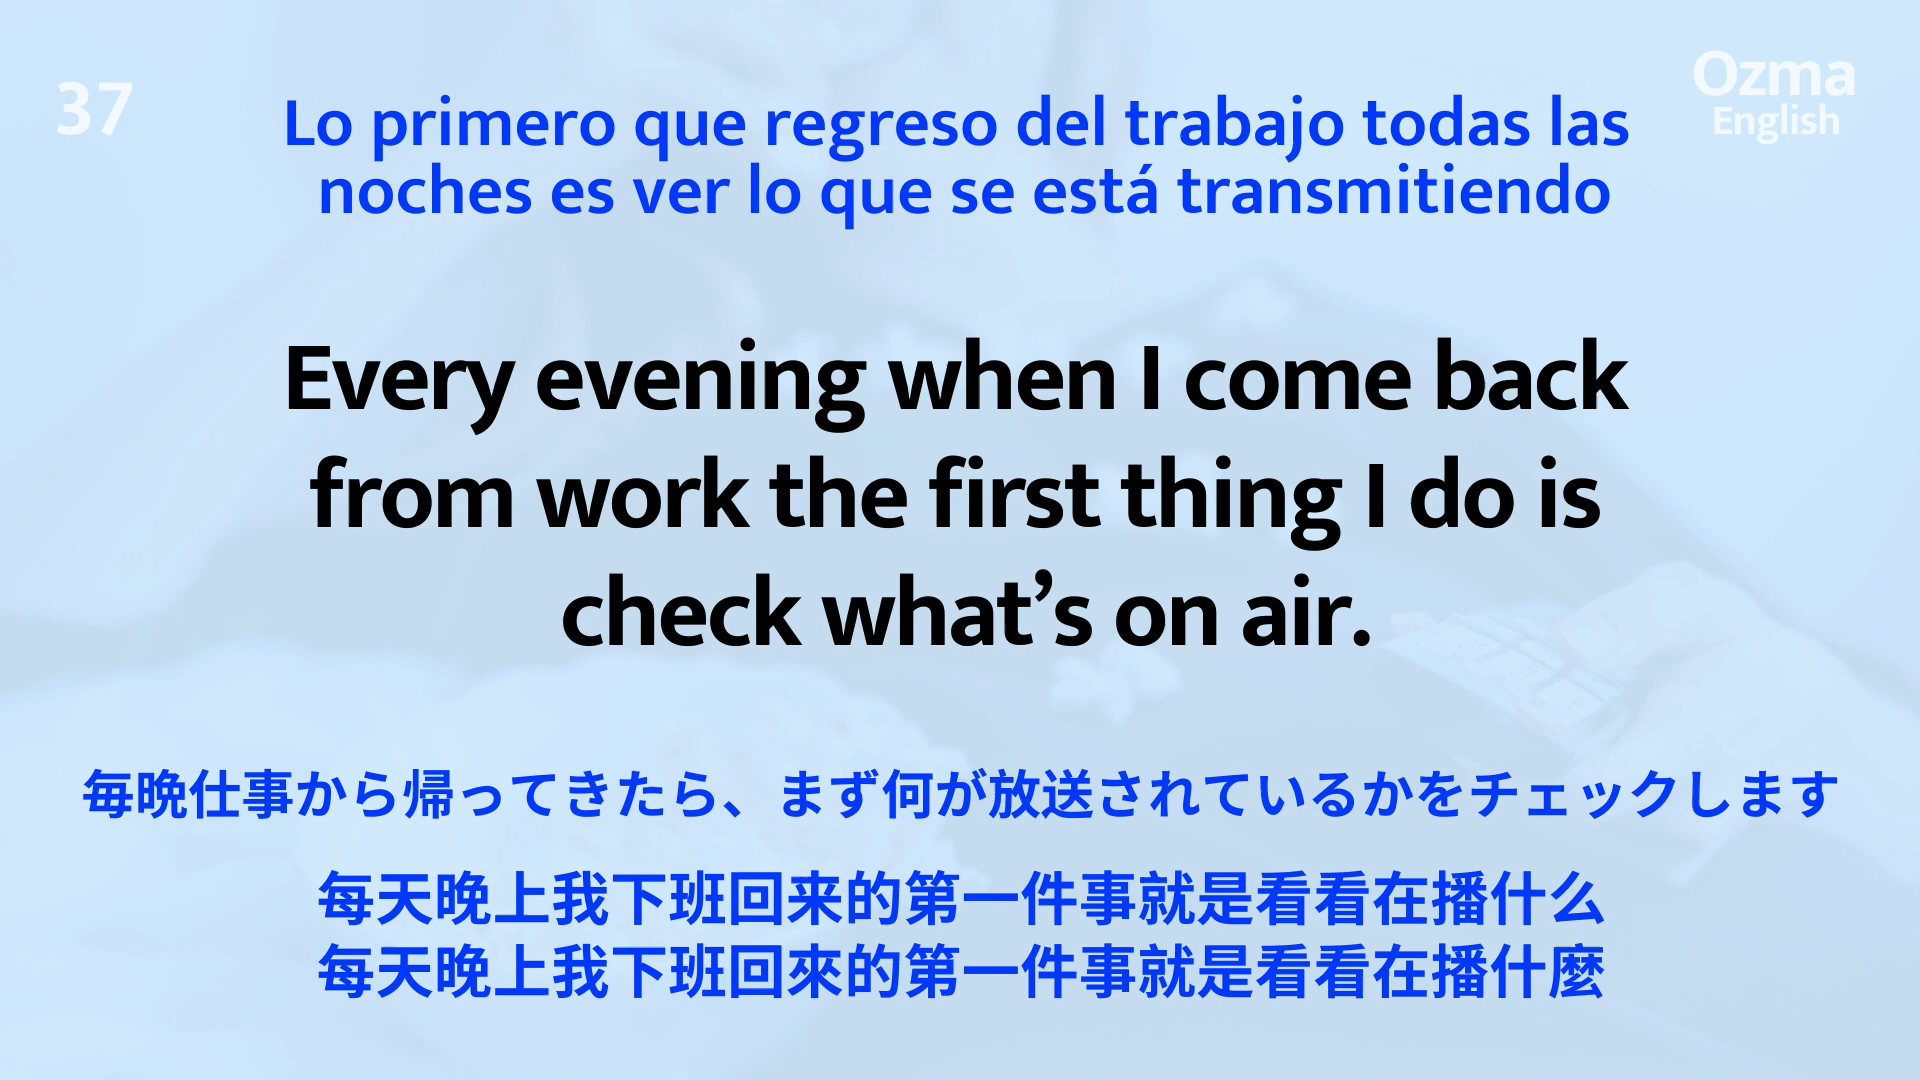 37
Ozma
English
Lo primero que regreso del trabajo todas las
noches es ver lo que se está transmitiendo
Every evening when I come back
from work the first thing I do is
check what’s on air.
毎晩仕事から帰ってきたら、まず何が放送されているかをチェックします
每天晚上我下班回来的第一件事就是看看在播什么
每天晚上我下班回來的第一件事就是看看在播什麼